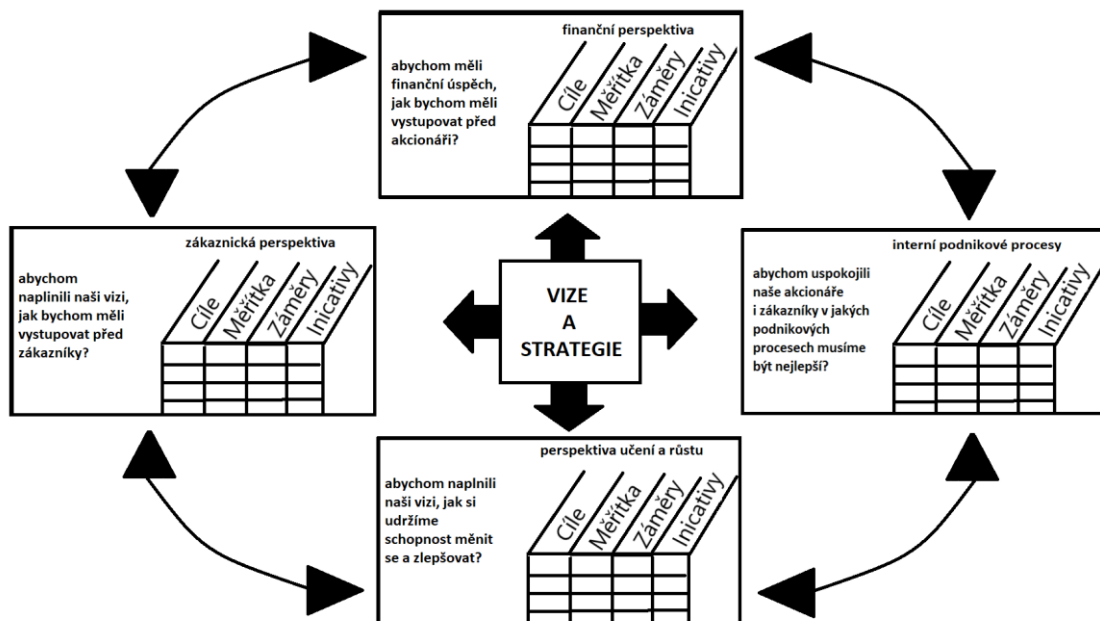 finanční perspektiva
abychom měli
finanční úspěch,
jak bychom měli
vystupovat před
akcionáři?
Cíle
Měřítka
Záměry
Inicativy
zákaznická perspektiva
abychom
naplinili naši vizi,
jak bychom měli
vystupovat před
zákazníky?
Cíle
Měřítka
Záměry
Inicativy
VIZE
A
STRATEGIE
interní podnikové procesy
abychom uspokojili
naše akcionáře
i zákazníky v jakých
podnikových
procesech musíme
být nejlepší?
Cíle
Měřítka
Záměry
Inicativy
perspektiva učení a růstu
abychom naplnili
naši vizi, jak si
udržíme
schopnost měnit
se a zlepšovat?
Cíle
Měřítka
Záměry
Inicativy